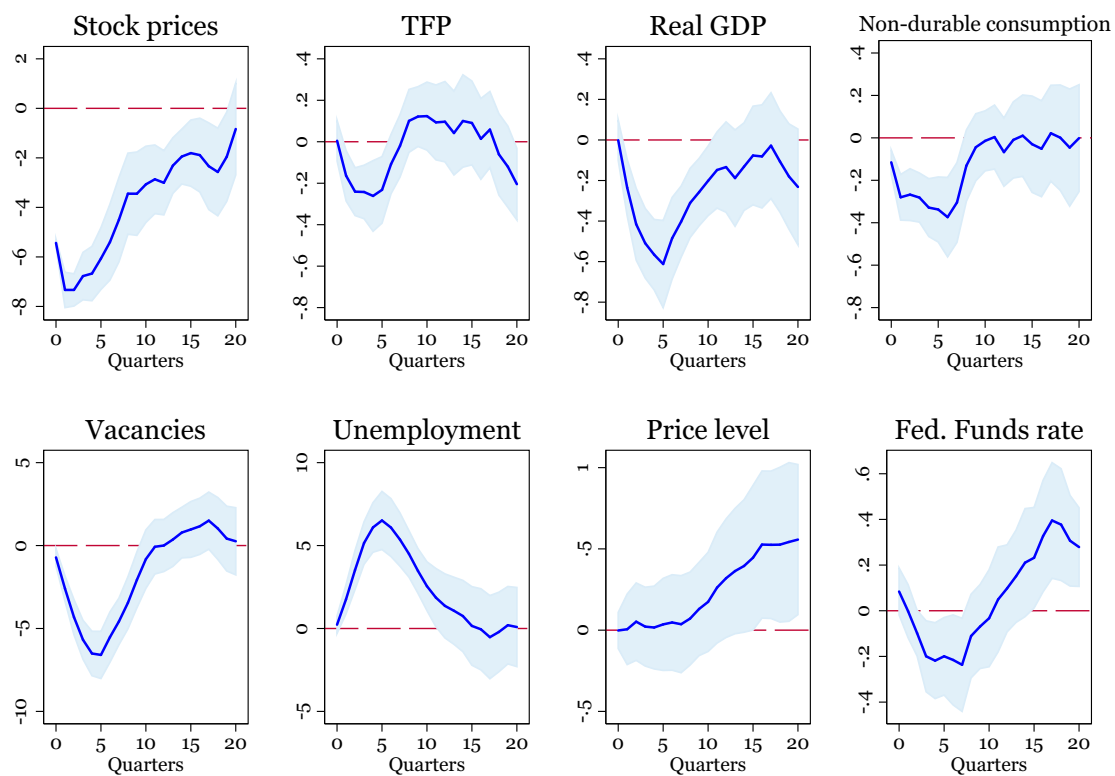 Stock prices
TFP
Real GDP
Non-durable consumption
2
0
-2
-4
-6
-8
.4
.2
0
-.2
-.4
-.6
-.8
.4
.2
0
-.2
-.4
-.6
-.8
.4
.2
0
-.2
-.4
-.6
-.8
0 5 10 15 20
0 5 10 15 20
0 5 10 15 20
0 5 10 15 20
Quarters
Quarters
Quarters
Quarters
Vacancies
Unemployment
Price level
Fed. Funds rate
5
0
-5
-10
10
5
0
-5
1
.5
0
-.5
.6
.4
.2
0
-.2
-.4
0 5 10 15 20
0 5 10 15 20
0 5 10 15 20
0 5 10 15 20
Quarters
Quarters
Quarters
Quarters